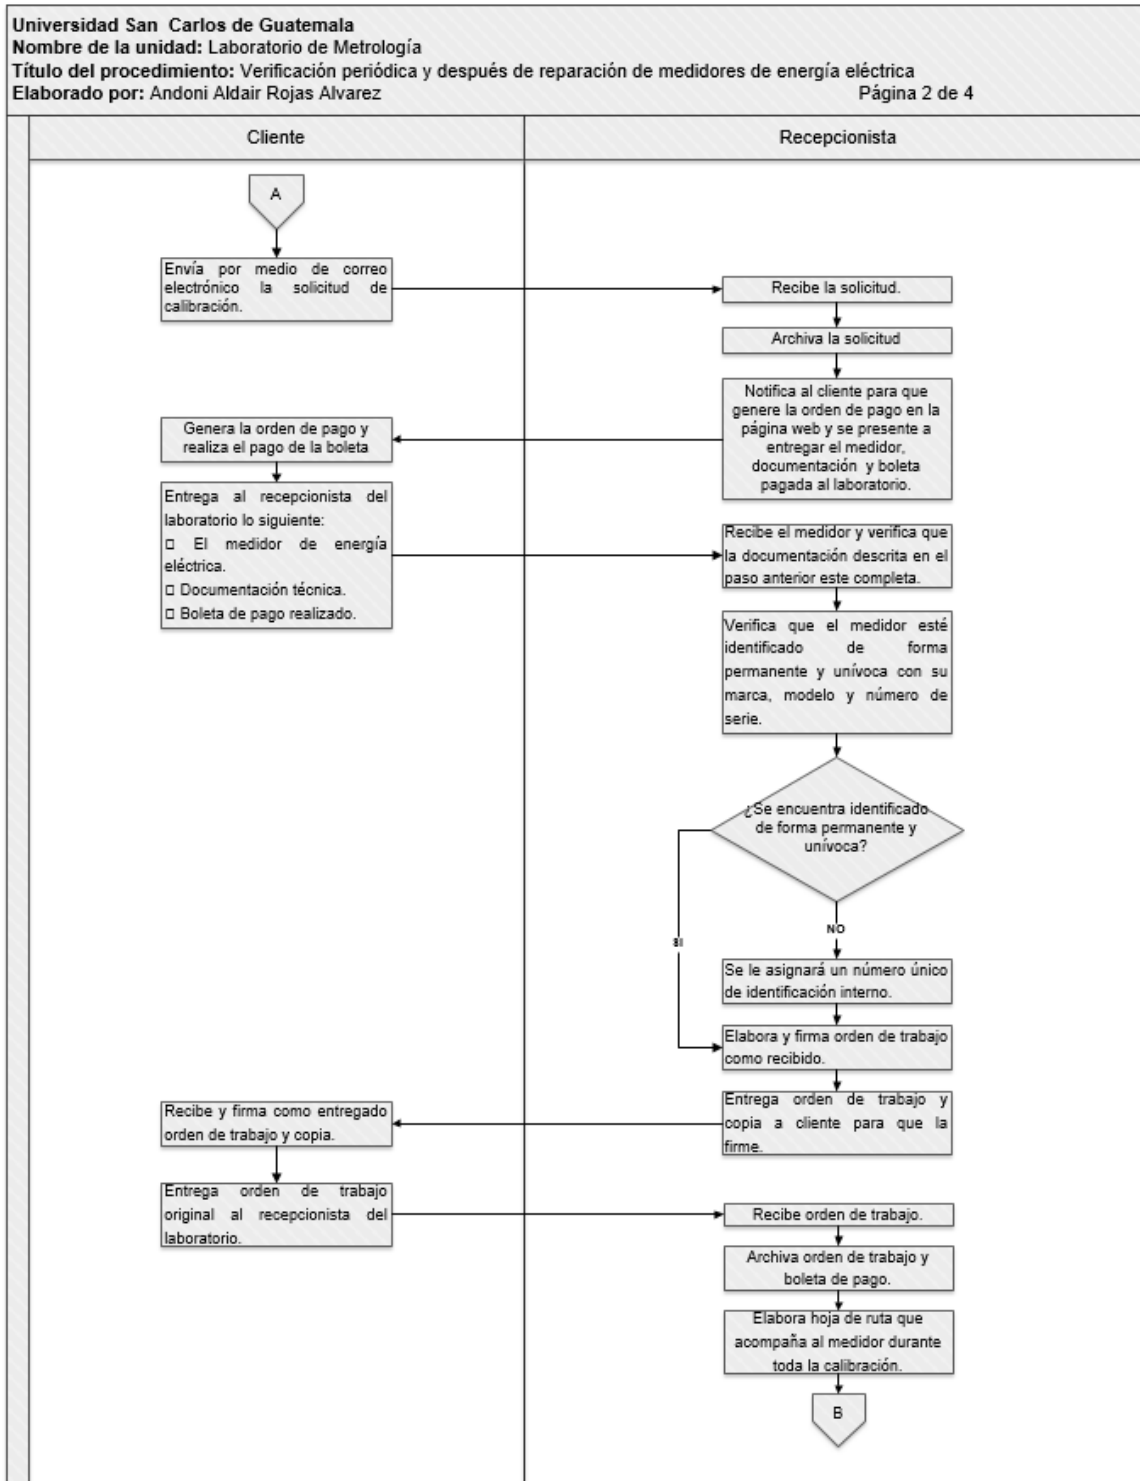 Universidad San Carlos de Guatemala
Nombre de la unidad: Laboratorio de Metrología
Título del procedimiento: Verificación periódica y después de reparación de medidores de energía eléctrica
Elaborado por: Andoni Aldair Rojas Alvarez
Página 2 de 4
Cliente
Recepcionista
A
Envía por medio de correo
electrónico la solicitud de
calibración.
Recibe la solicitud.
Archiva la solicitud
Notifica al cliente para que
genere la orden de pago en la
página web y se presente a
entregar el medidor,
documentación y boleta
pagada al laboratorio.
Genera la orden de pago y
realiza el pago de la boleta
Entrega al recepcionista del
laboratorio lo siguiente:
□ El medidor de energía
eléctrica.
□ Documentación técnica.
□ Boleta de pago realizado.
Recibe el medidor y verifica que
la documentación descrita en el
paso anterior este completa.
Verifica que el medidor esté
identificado de forma
permanente y unívoca con su
marca, modelo y número de
serie.
¿Se encuentra identificado
de forma permanente y
unívoca?
SI
NO
Se le asignará un número único
de identificación interno.
Elabora y firma orden de trabajo
como recibido.
Entrega orden de trabajo y
copia a cliente para que la
firme.
Recibe y firma como entregado
orden de trabajo y copia.
Entrega orden de trabajo
original al recepcionista del
laboratorio.
Recibe orden de trabajo.
Archiva orden de trabajo y
boleta de pago.
Elabora hoja de ruta que
acompaña al medidor durante
toda la calibración.
B